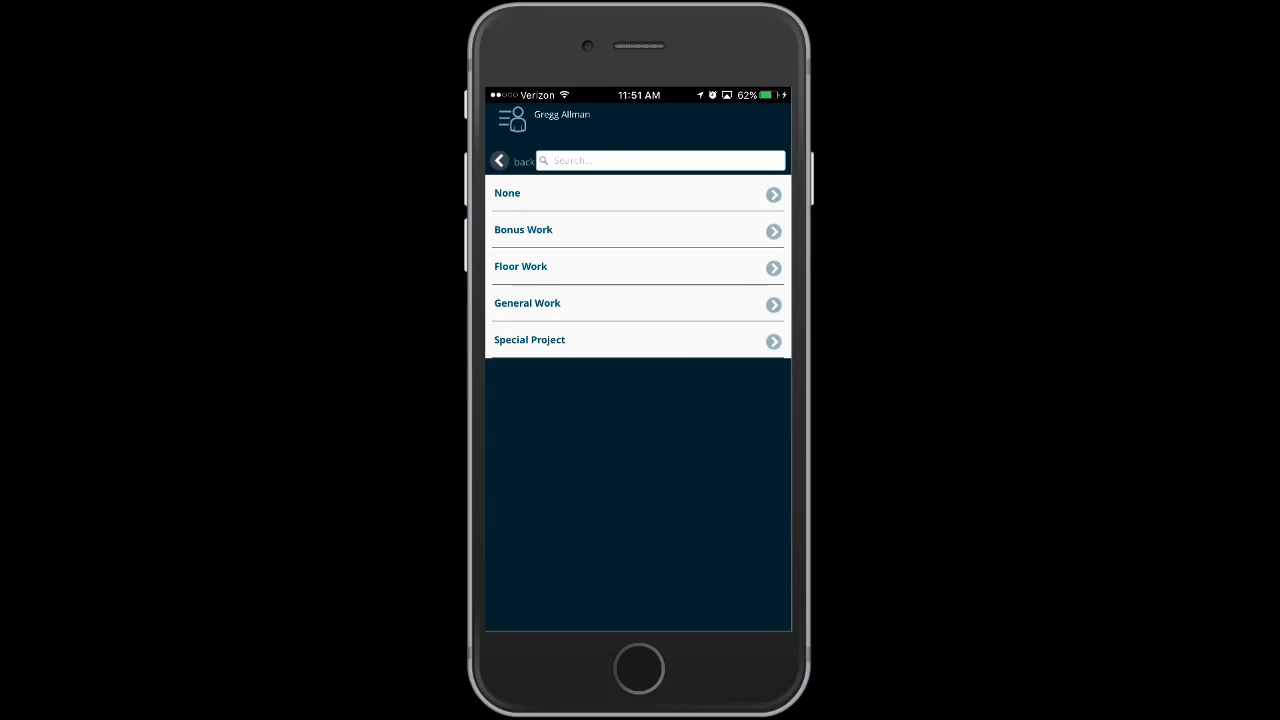 Verizon 11:51 AM 62%
Gregg Allman
back Search...
None
Bonus Work
Floor Work
General Work
Special Project